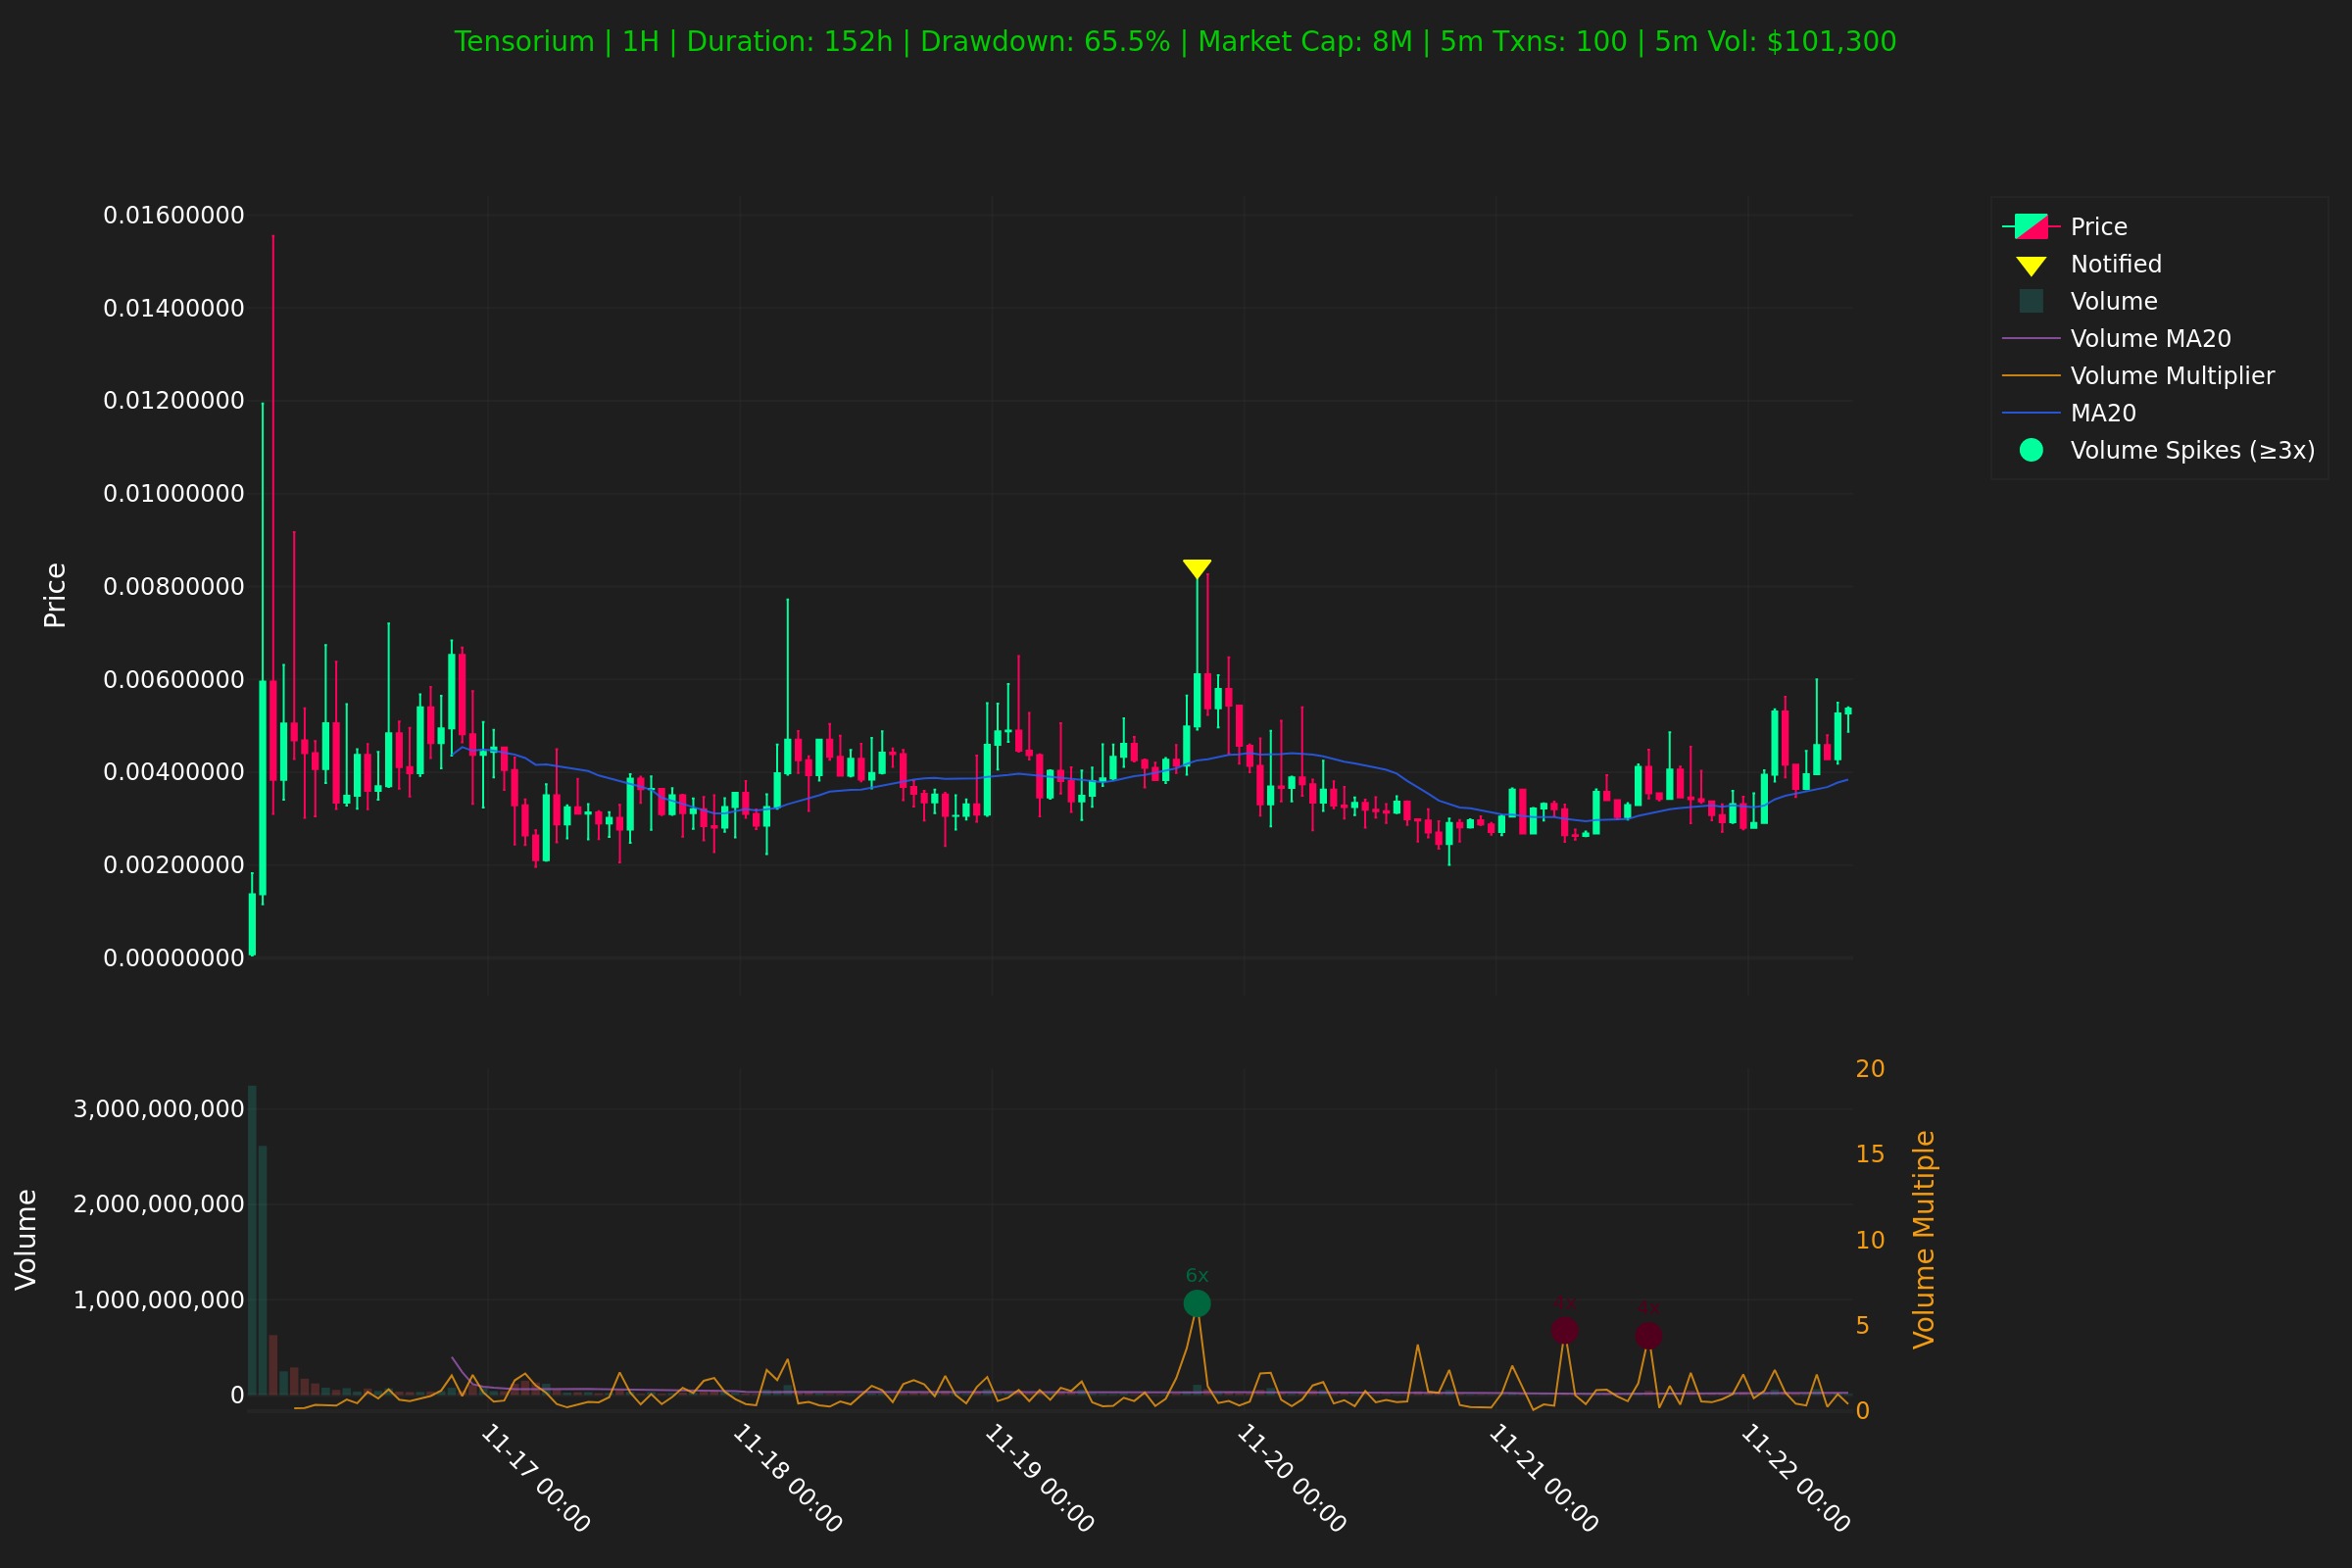 Tensorium | 1H | Duration: 152h | Drawdown: 65.5% | Market Cap: 8M | 5m Txns: 100 | 5m Vol: $101,300
Price
0.01600000
0.01400000
0.01200000
0.01000000
0.00800000
0.00600000
0.00400000
0.00200000
0.00000000
Price
Notified
Volume
Volume MA20
Volume Multiplier
MA20
Volume Spikes (≥3x)
Volume
3,000,000,000
2,000,000,000
1,000,000,000
0
6x
4x
4x
20
15
10
5
0
Volume Multiple
11-17 00:00
11-18 00:00
11-19 00:00
11-20 00:00
11-21 00:00
11-22 00:00